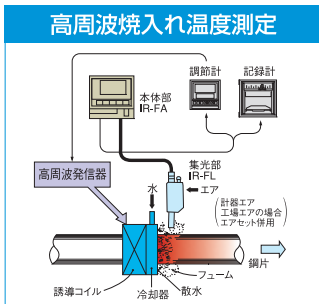 高周波焼入れ温度測定
調節計
記録計
本体部
IR-FA
集光部
IR-FL
高周波発信器
水
エア
計器エア
工場エアの場合
エアセット併用
鋼片
フューム
誘導コイル
冷却器
散水